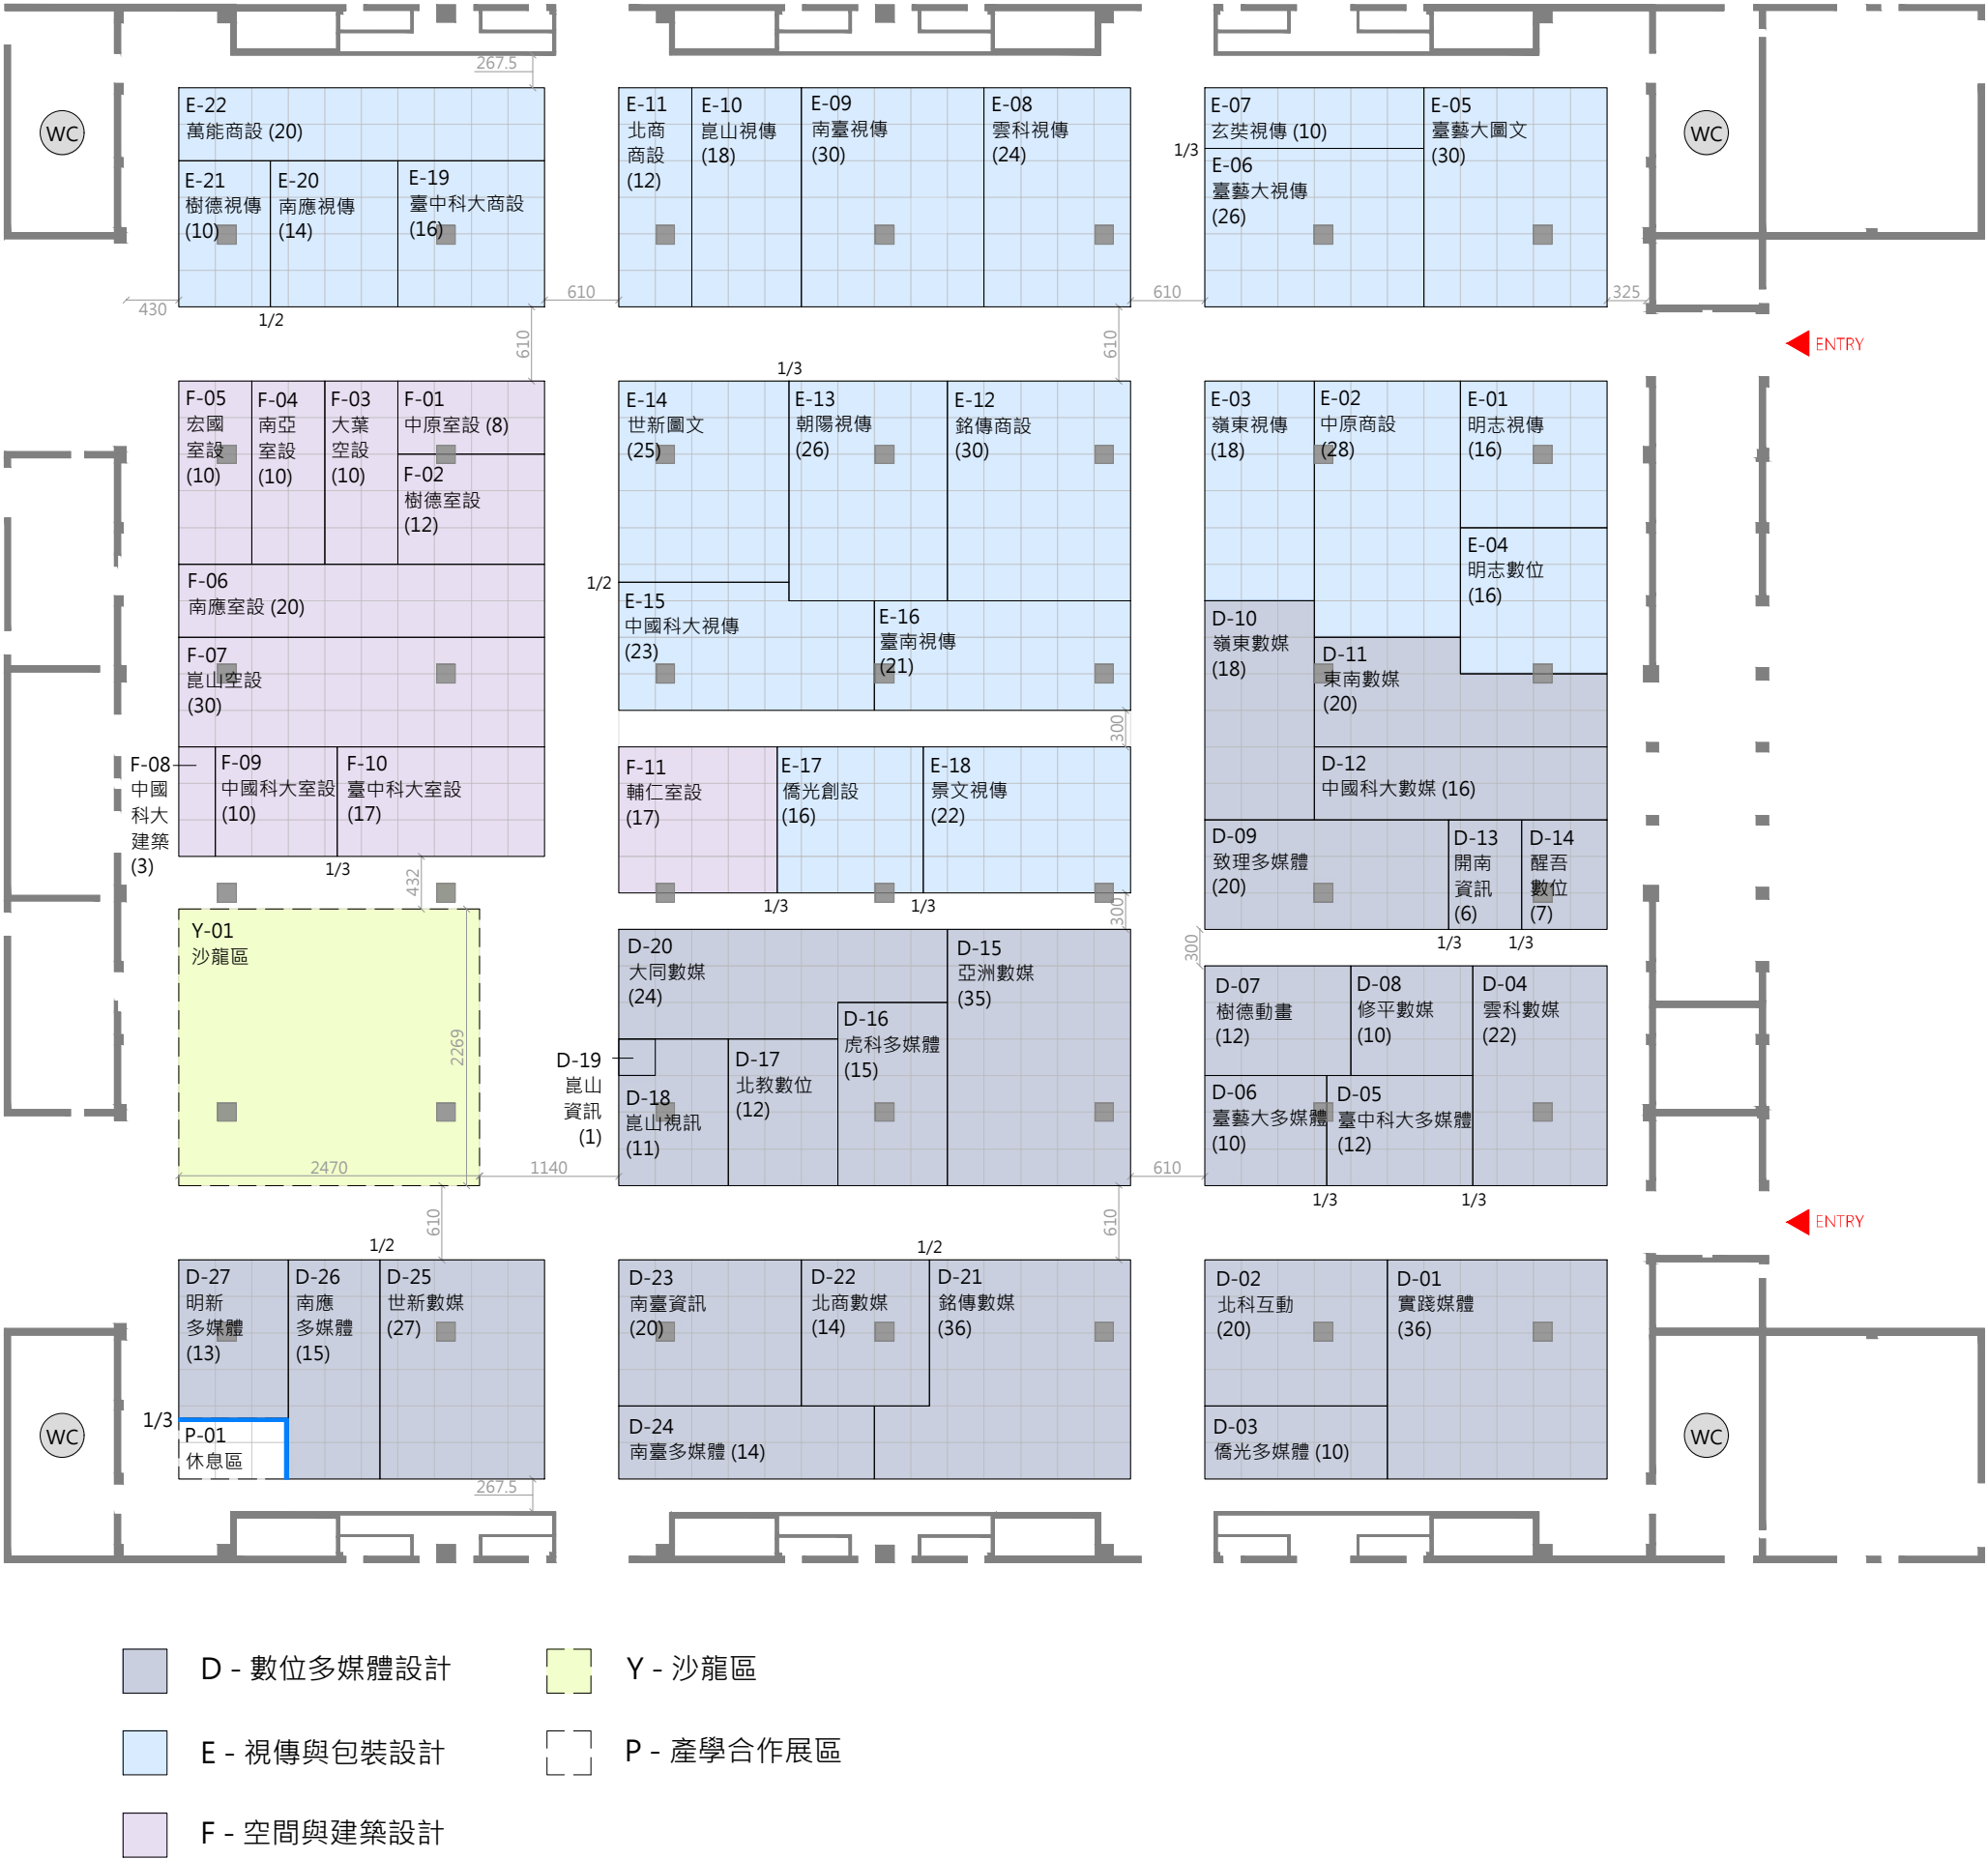 267.5
WC
E-22
萬能商設 (20)
E-21
樹德視傳
(10)
E-20
南應視傳
(14)
E-19
臺中科大商設
(16)
E-11
北商
商設
(12)
E-10
崑山視傳
(18)
E-09
南臺視傳
(30)
E-08
雲科視傳
(24)
E-07
玄奘視傳 (10)
1/3
E-06
臺藝大視傳
(26)
E-05
臺藝大圖文
(30)
WC
430
1/2
610
610
325
610
610
ENTRY
1/3
F-05
宏國
室設
(10)
F-04
南亞
室設
(10)
F-03
大葉
空設
(10)
F-01
中原室設 (8)
F-02
樹德室設
(12)
F-06
南應室設 (20)
F-07
崑山空設
(30)
F-08
中國
科大
建築
(3)
F-09
中國科大室設
(10)
F-10
臺中科大室設
(17)
1/3
432
E-14
世新圖文
(25)
E-13
朝陽視傳
(26)
E-12
銘傳商設
(30)
1/2
E-15
中國科大視傳
(23)
E-16
臺南視傳
(21)
300
F-11
輔仁室設
(17)
E-17
僑光創設
(16)
E-18
景文視傳
(22)
1/3
1/3
300
E-03
嶺東視傳
(18)
E-02
中原商設
(28)
E-01
明志視傳
(16)
E-04
明志數位
(16)
D-10
嶺東數媒
(18)
D-11
東南數媒
(20)
D-12
中國科大數媒 (16)
D-09
致理多媒體
(20)
D-13
開南
資訊
(6)
D-14
醒吾
數位
(7)
1/3
1/3
300
Y-01
沙龍區
2269
2470
1140
D-20
大同數媒
(24)
D-15
亞洲數媒
(35)
D-16
虎科多媒體
(15)
D-19
崑山
資訊
(1)
D-18
崑山視訊
(11)
D-17
北教數位
(12)
610
D-07
樹德動畫
(12)
D-08
修平數媒
(10)
D-04
雲科數媒
(22)
D-06
臺藝大多媒體
(10)
D-05
臺中科大多媒體
(12)
1/3
1/3
610
610
ENTRY
1/2
1/2
D-27
明新
多媒體
(13)
D-26
南應
多媒體
(15)
D-25
世新數媒
(27)
1/3
P-01
休息區
D-23
南臺資訊
(20)
D-22
北商數媒
(14)
D-21
銘傳數媒
(36)
D-24
南臺多媒體 (14)
D-02
北科互動
(20)
D-01
實踐媒體
(36)
D-03
僑光多媒體 (10)
WC
WC
267.5
D - 數位多媒體設計
Y - 沙龍區
E - 視傳與包裝設計
P - 產學合作展區
F - 空間與建築設計